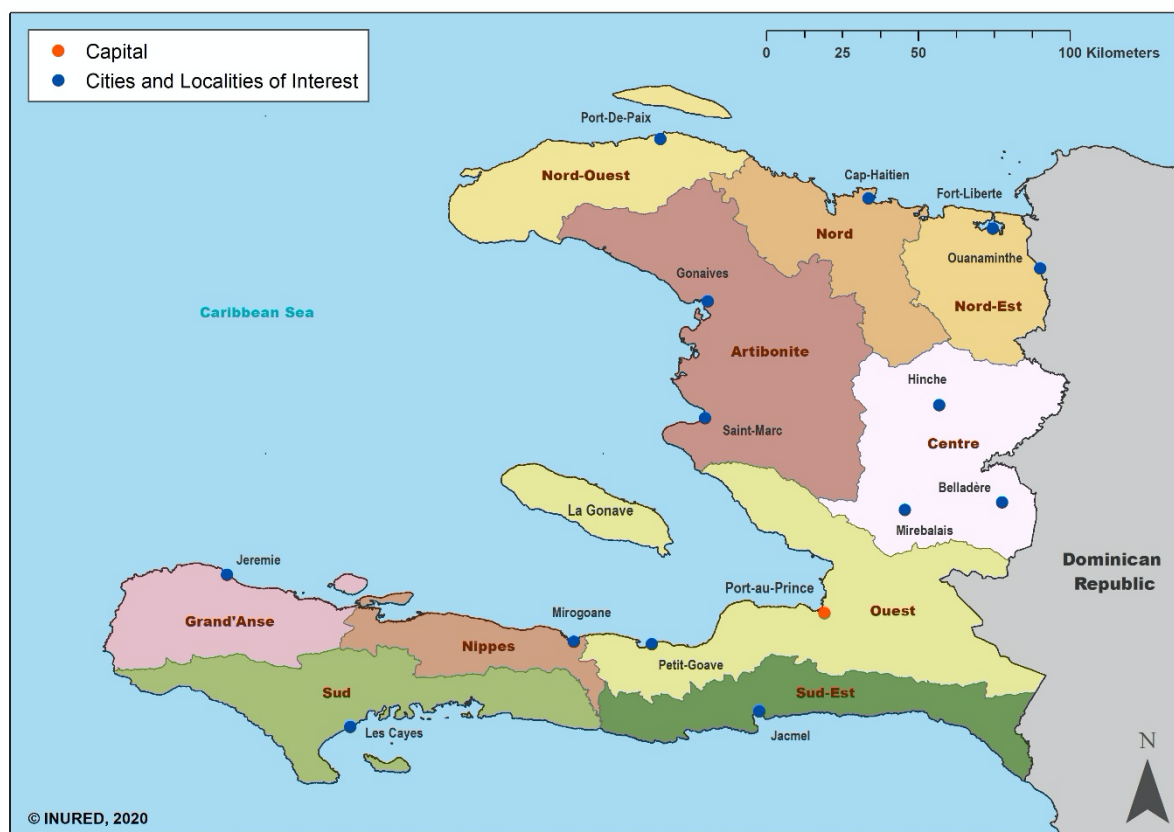 Capital
Cities and Localities of Interest
0 25 50 100 Kilometers
Port-De-Paix
Nord-Ouest
Cap-Haitien
Fort-Liberte
Nord
Ouanaminthe
Gonaives
Nord-Est
Caribbean Sea
Artibonite
Hinche
Saint-Marc
Centre
Belladère
La Gonave
Mirebalais
Dominican
Republic
Jeremie
Port-au-Prince
Grand'Anse
Mirogoane
Ouest
Nippes
Petit-Goave
Sud
Sud-Est
Les Cayes
Jacmel
N
© INURED, 2020